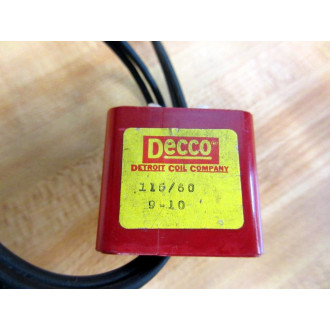 Decco
DETROIT COIL COMPANY
115/60
9-10